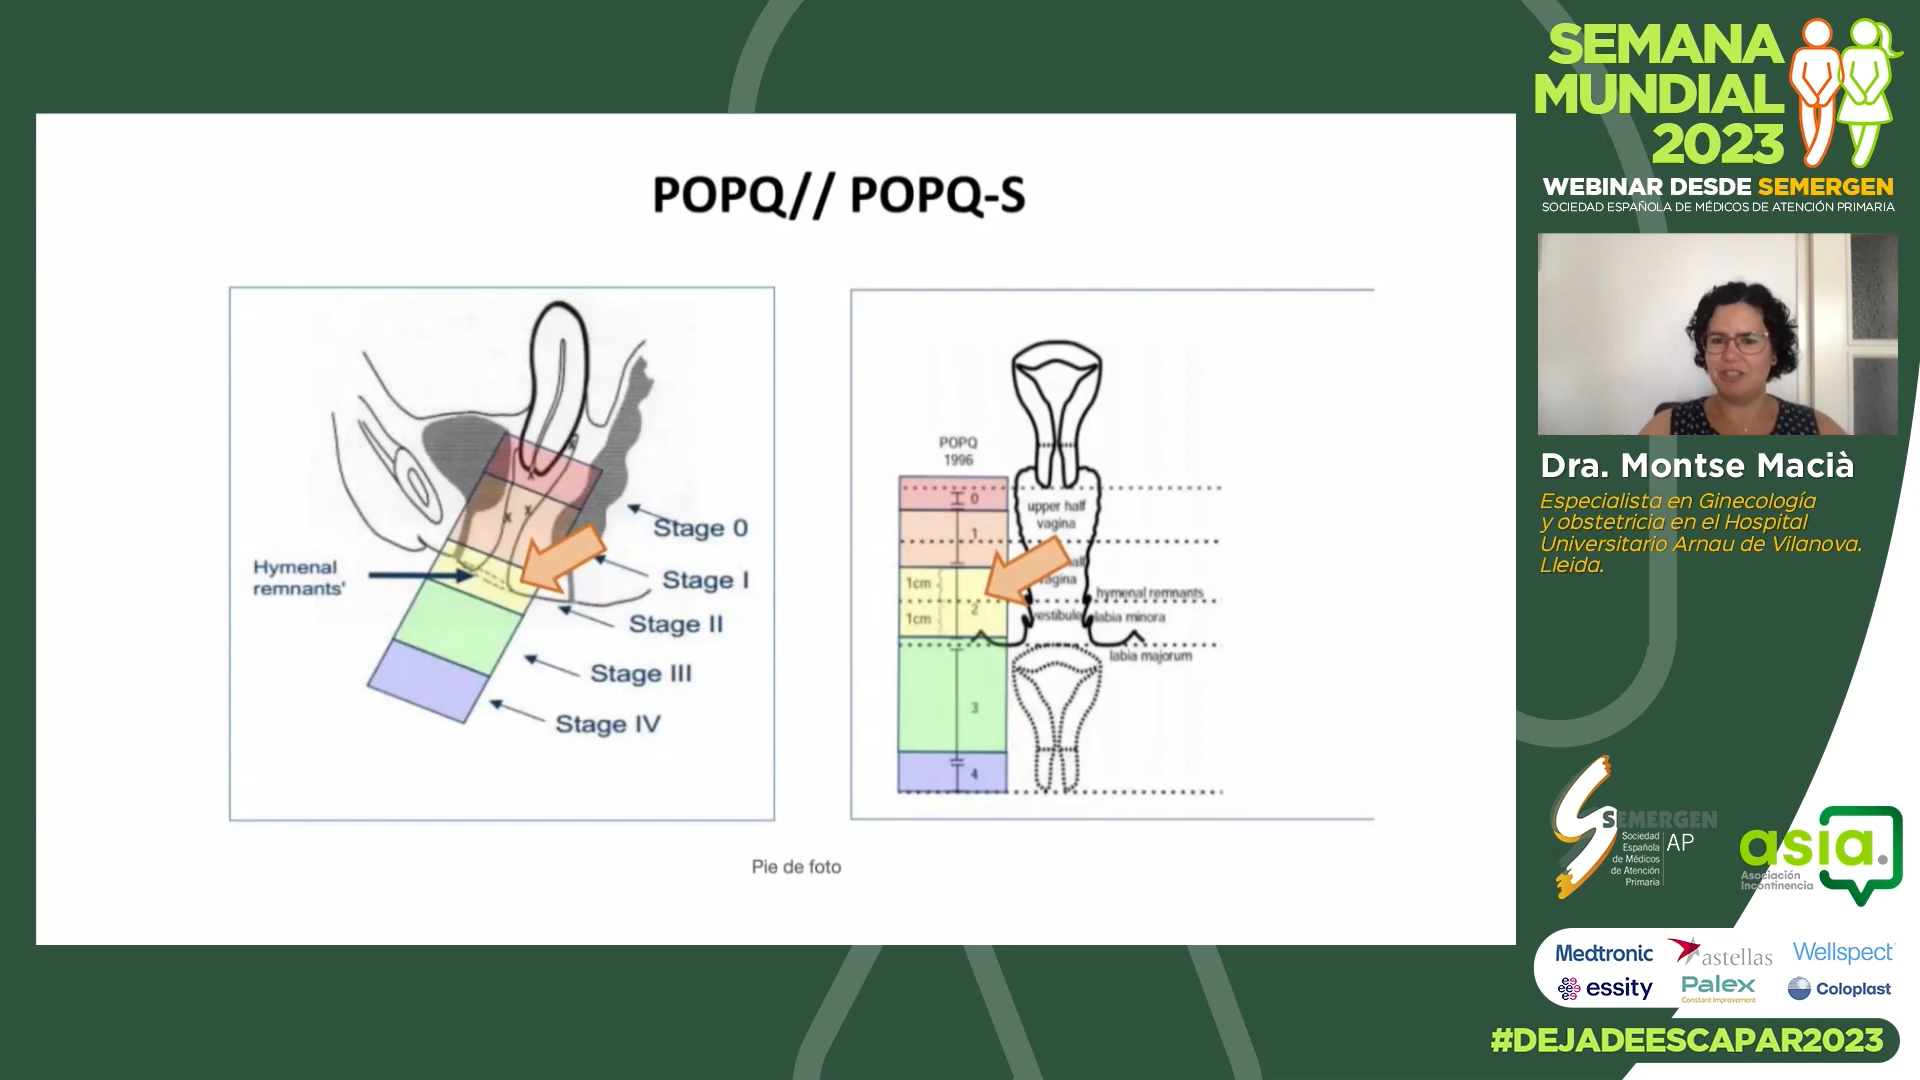 POPQ// POPQ-S
Stage 0
Hymenal
remnants'
Stage I
Stage II
Stage III
Stage IV
POPQ
1996
0
upper half
vagina
1
1cm
hymenal remnants
2
1cm
labia minora
labia majorum
3
4
Pie de foto
SEMANA
MUNDIAL
2023
WEBINAR DESDE SEMERGEN
SOCIEDAD ESPAÑOLA DE MÉDICOS DE ATENCIÓN PRIMARIA
Dra. Montse Macià
Especialista en Ginecología
y obstetricia en el Hospital
Universitario Arnau de Vilanova.
Lleida.
SEMERGEN
Sociedad
Española
de Médicos
de Atención
Primaria
AP
asia.
Asociación
Incontinencia
Medtronic
astellas
Wellspect
essity
Palex
Constant Improvement
Coloplast
#DEJADEESCAPAR2023